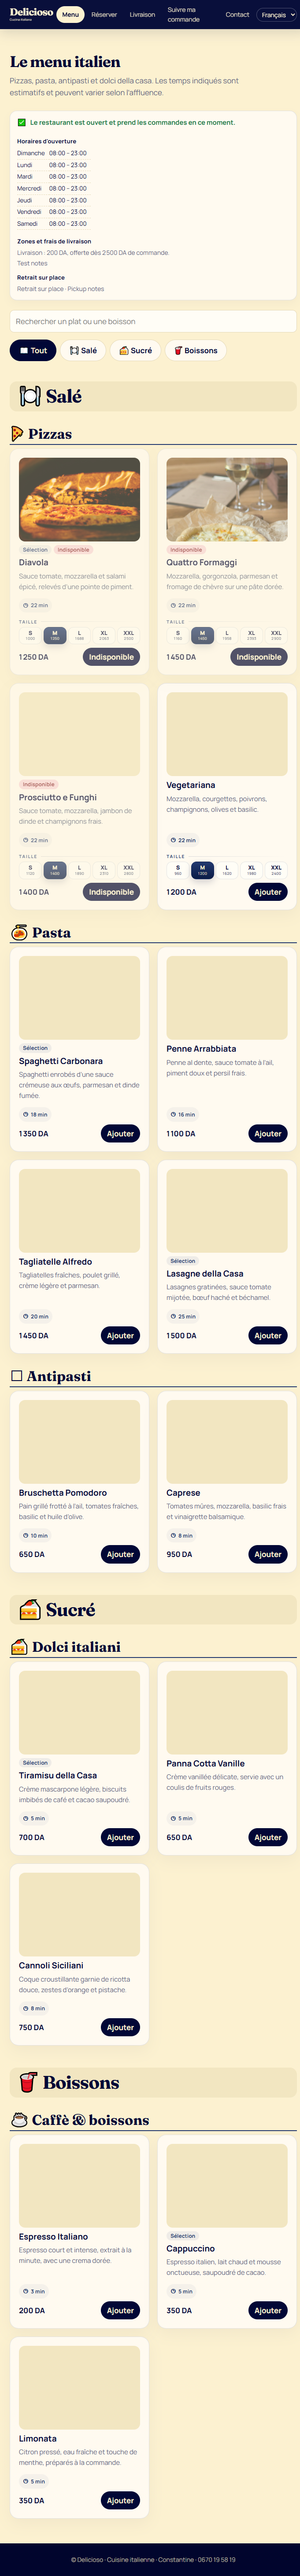 Delicioso
Cuisine Italienne
Menu
Réserver
Livraison
Suivre ma
commande
Contact
Français
Le menu italien
Pizzas, pasta, antipasti et dolci della casa. Les temps indiqués sont
estimatifs et peuvent varier selon l'affluence.
Le restaurant est ouvert et prend les commandes en ce moment.
Horaires d'ouverture
Dimanche 08:00 – 23:00
Lundi 08:00 – 23:00
Mardi 08:00 – 23:00
Mercredi 08:00 – 23:00
Jeudi 08:00 – 23:00
Vendredi 08:00 – 23:00
Samedi 08:00 – 23:00
Zones et frais de livraison
Livraison : 200 DA, offerte dès 2500 DA de commande.
Test notes
Retrait sur place
Retrait sur place · Pickup notes
Rechercher un plat ou une boisson
Tout
Salé
Sucré
Boissons
Salé
Pizzas
Sélection Indisponible
Diavola
Sauce tomate, mozzarella et salami
épicé, relevés d'une pointe de piment.
22 min
TAILLE
S M L XL XXL
1250 DA
Indisponible
Indisponible
Quattro Formaggi
Mozzarella, gorgonzola, parmesan et
fromage de chèvre sur une pâte dorée.
22 min
TAILLE
S M L XL XXL
1450 DA
Indisponible
Indisponible
Prosciutto e Funghi
Sauce tomate, mozzarella, jambon de
dinde et champignons frais.
22 min
TAILLE
S M L XL XXL
1400 DA
Indisponible
Vegetariana
Mozzarella, courgettes, poivrons,
champignons, olives et basilic.
22 min
TAILLE
S M L XL XXL
1200 DA
Ajouter
Pasta
Sélection
Spaghetti Carbonara
Spaghetti enrobés d'une sauce
crémeuse aux œufs, parmesan et dinde
fumée.
18 min
1350 DA
Ajouter
Penne Arrabbiata
Penne al dente, sauce tomate à l'ail,
piment doux et persil frais.
16 min
1100 DA
Ajouter
Tagliatelle Alfredo
Tagliatelles fraîches, poulet grillé,
crème légère et parmesan.
20 min
1450 DA
Ajouter
Sélection
Lasagne della Casa
Lasagnes gratinées, sauce tomate
mijotée, bœuf haché et béchamel.
25 min
1500 DA
Ajouter
Antipasti
Bruschetta Pomodoro
Pain grillé frotté à l'ail, tomates fraîches,
basilic et huile d'olive.
10 min
650 DA
Ajouter
Caprese
Tomates mûres, mozzarella, basilic frais
et vinaigrette balsamique.
8 min
950 DA
Ajouter
Sucré
Dolci italiani
Sélection
Tiramisu della Casa
Crème mascarpone légère, biscuits
imbibés de café et cacao saupoudré.
5 min
700 DA
Ajouter
Panna Cotta Vanille
Crème vanillée délicate, servie avec un
coulis de fruits rouges.
5 min
650 DA
Ajouter
Cannoli Siciliani
Coque croustillante garnie de ricotta
douce, zestes d'orange et pistache.
8 min
750 DA
Ajouter
Boissons
Caffè & boissons
Espresso Italiano
Espresso court et intense, extrait à la
minute, avec une crema dorée.
3 min
200 DA
Ajouter
Sélection
Cappuccino
Espresso italien, lait chaud et mousse
onctueuse, saupoudré de cacao.
5 min
350 DA
Ajouter
Limonata
Citron pressé, eau fraîche et touche de
menthe, préparés à la commande.
5 min
350 DA
Ajouter
© Delicioso · Cuisine italienne · Constantine · 0670 19 58 19